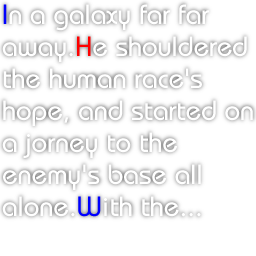 In a galaxy far far
away.He shouldered
the human race's
hope, and started on
a jorney to the
enemy's base all
alone.With the...